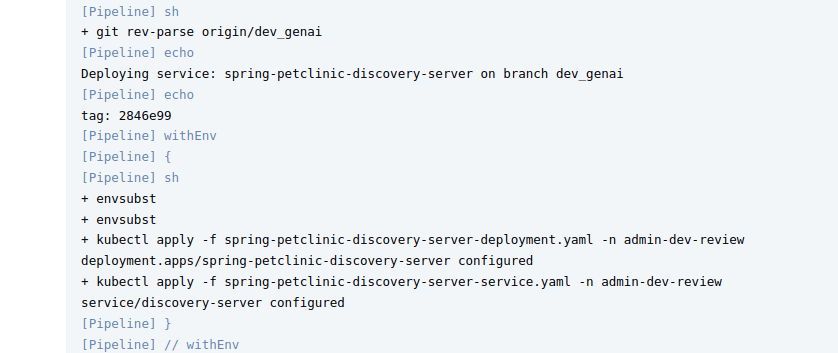 [Pipeline] sh
+ git rev-parse origin/dev_genai
[Pipeline] echo
Deploying service: spring-petclinic-discovery-server on branch dev_genai
[Pipeline] echo
tag: 2846e99
[Pipeline] withEnv
[Pipeline] {
[Pipeline] sh
+ envsubst
+ envsubst
+ kubectl apply -f spring-petclinic-discovery-server-deployment.yaml -n admin-dev-review
deployment.apps/spring-petclinic-discovery-server configured
+ kubectl apply -f spring-petclinic-discovery-server-service.yaml -n admin-dev-review
service/discovery-server configured
[Pipeline] }
[Pipeline] // withEnv